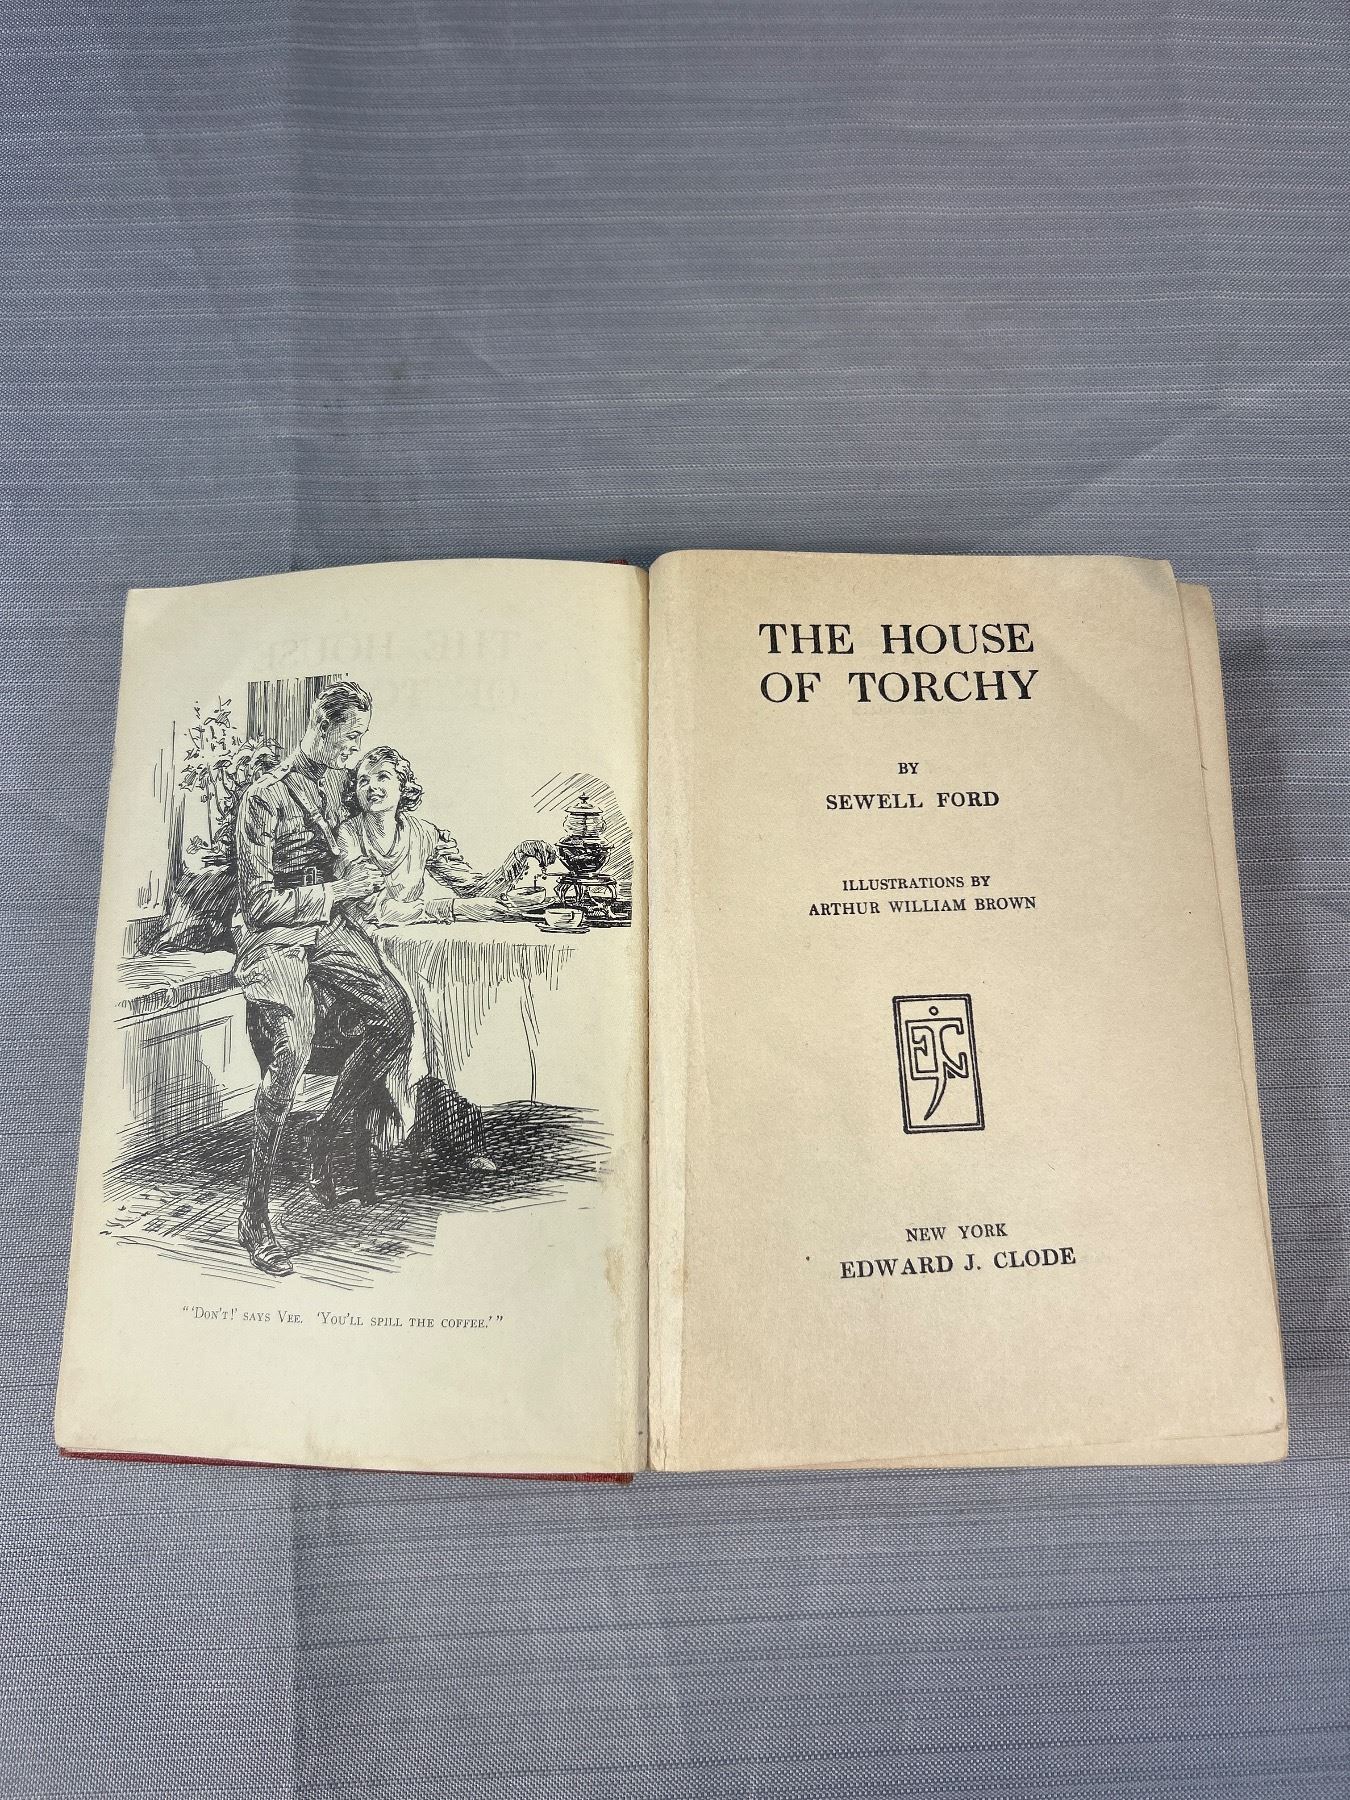 "'Don't!' says Vee. 'You'll spill the coffee.'"
THE HOUSE
OF TORCHY
BY
SEWELL FORD
ILLUSTRATIONS BY
ARTHUR WILLIAM BROWN
EJC
NEW YORK
EDWARD J. CLODE